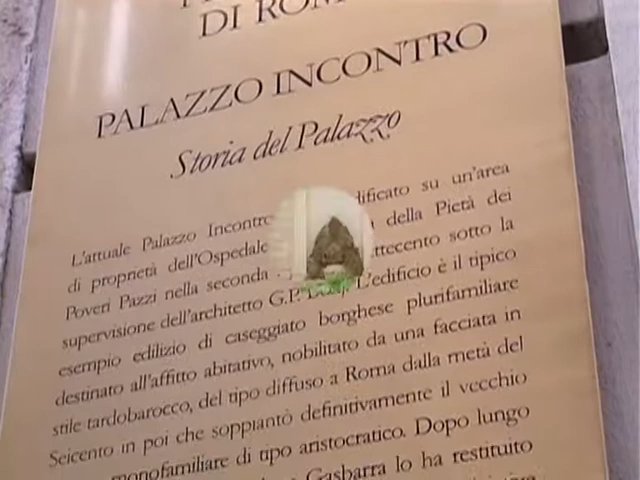 DI ROM
PALAZZO INCONTRO
Storia del Palazzo
L'attuale Palazzo Incontro dificato su un'area
di proprietà dell'Ospedale della Pietà dei
Poveri Pazzi nella seconda ttecento sotto la
supervisione dell'architetto G.P. L'edificio è il tipico
esempio edilizio di caseggiato borghese plurifamiliare
destinato all'affitto abitativo, nobilitato da una facciata in
stile tardobarocco, del tipo diffuso a Roma dalla metà del
Seicento in poi che soppiantò definitivamente il vecchio
monofamiliare di tipo aristocratico. Dopo lungo
Gasbarra lo ha restituito